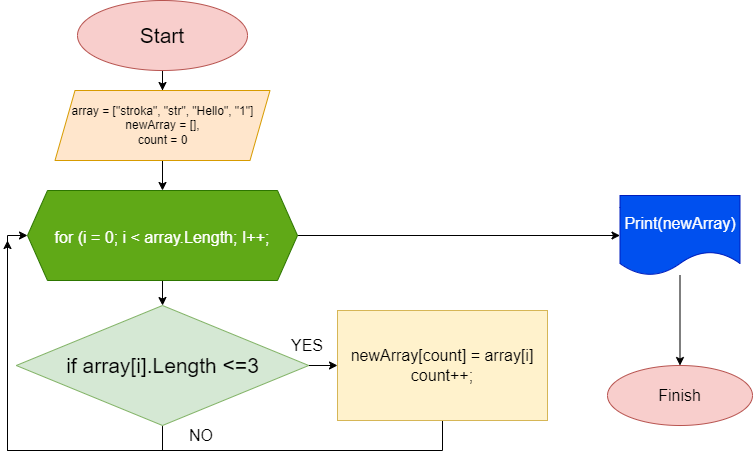 Start
array = ["stroka", "str", "Hello", "1"]
newArray = [],
count = 0
for (i = 0; i < array.Length; I++;
Print(newArray)
if array[i].Length <=3
YES
newArray[count] = array[i]
count++;
NO
Finish